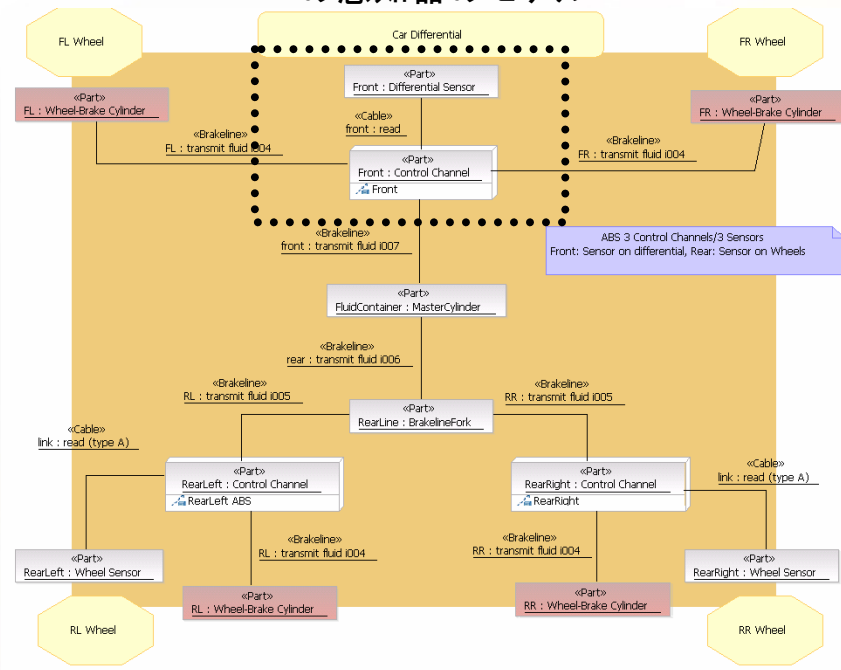 FL Wheel
Car Differential
FR Wheel
«Part»
Front : Differential Sensor
«Part»
FL : Wheel-Brake Cylinder
«Part»
FR : Wheel-Brake Cylinder
«Cable»
front : read
«Brakeline»
FL : transmit fluid i004
«Brakeline»
FR : transmit fluid i004
«Part»
Front : Control Channel
Front
«Brakeline»
front : transmit fluid i007
ABS 3 Control Channels/3 Sensors
Front: Sensor on differential, Rear: Sensor on Wheels
«Part»
FluidContainer : MasterCylinder
«Brakeline»
rear : transmit fluid i006
«Brakeline»
RL : transmit fluid i005
«Brakeline»
RR : transmit fluid i005
«Part»
RearLine : BrakelineFork
«Cable»
link : read (type A)
«Part»
RearLeft : Control Channel
RearLeft ABS
«Part»
RearRight : Control Channel
RearRight
«Cable»
link : read (type A)
«Brakeline»
RL : transmit fluid i004
«Brakeline»
RR : transmit fluid i004
«Part»
RearLeft : Wheel Sensor
«Part»
RL : Wheel-Brake Cylinder
«Part»
RR : Wheel-Brake Cylinder
«Part»
RearRight : Wheel Sensor
RL Wheel
RR Wheel